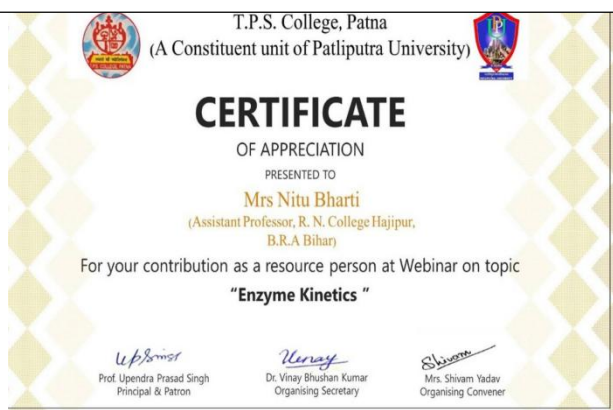 T.P.S. College, Patna
(A Constituent unit of Patliputra University)
CERTIFICATE
OF APPRECIATION
PRESENTED TO
Mrs Nitu Bharti
(Assistant Professor, R. N. College Hajipur,
B.R.A Bihar)
For your contribution as a resource person at Webinar on topic
"Enzyme Kinetics "
Prof. Upendra Prasad Singh
Principal & Patron
Dr. Vinay Bhushan Kumar
Organising Secretary
Shivam
Mrs. Shivam Yadav
Organising Convener